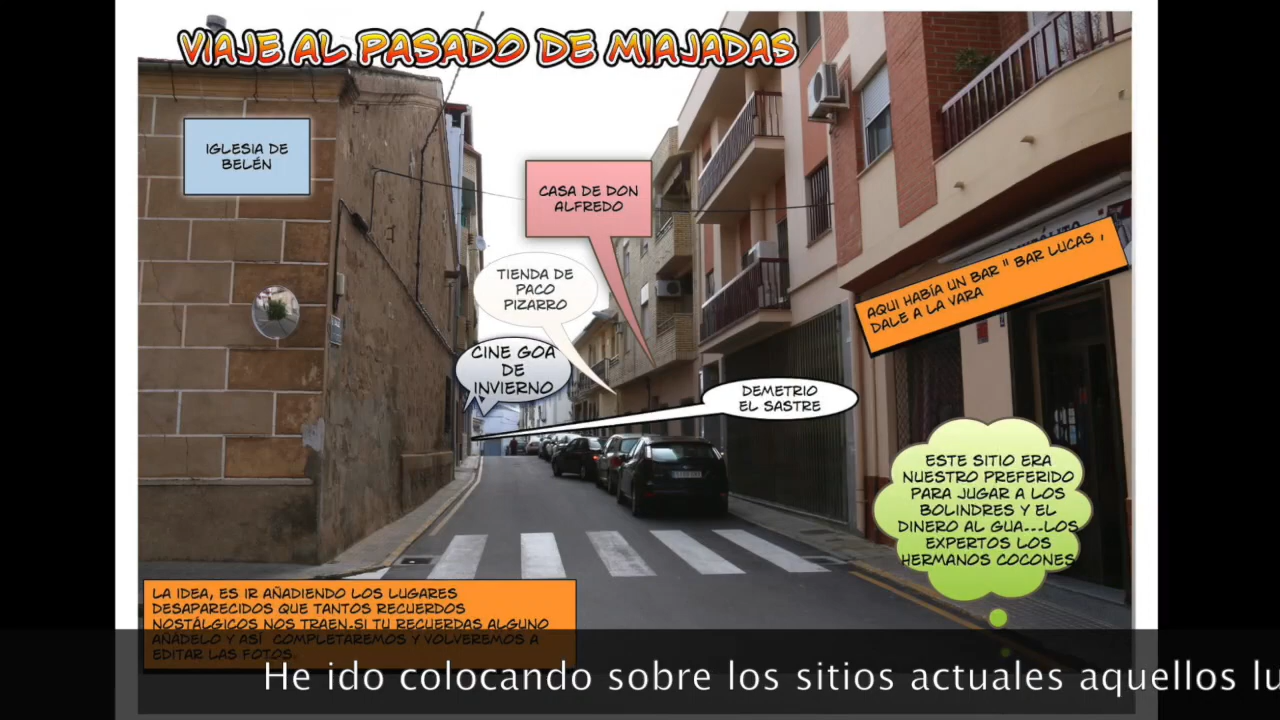 VIAJE AL PASADO DE MIAJADAS
IGLESIA DE
BELÉN
CASA DE DON
ALFREDO
TIENDA DE
PACO
PIZARRO
CINE GOA
DE
INVIERNO
DEMETRIO
EL SASTRE
AQUI HABÍA UN BAR " BAR LUCAS ,
DALE A LA VARA
ESTE SITIO ERA
NUESTRO PREFERIDO
PARA JUGAR A LOS
BOLINDRES Y EL
DINERO AL GUA...LOS
EXPERTOS LOS
HERMANOS COCONES
LA IDEA, ES IR AÑADIENDO LOS LUGARES
DESAPARECIDOS QUE TANTOS RECUERDOS
NOSTÁLGICOS NOS TRAEN.SI TU RECUERDAS ALGUNO
AÑÁDELO Y ASÍ COMPLETAREMOS Y VOLVEREMOS A
EDITAR LAS FOTOS.
He ido colocando sobre los sitios actuales aquellos lu